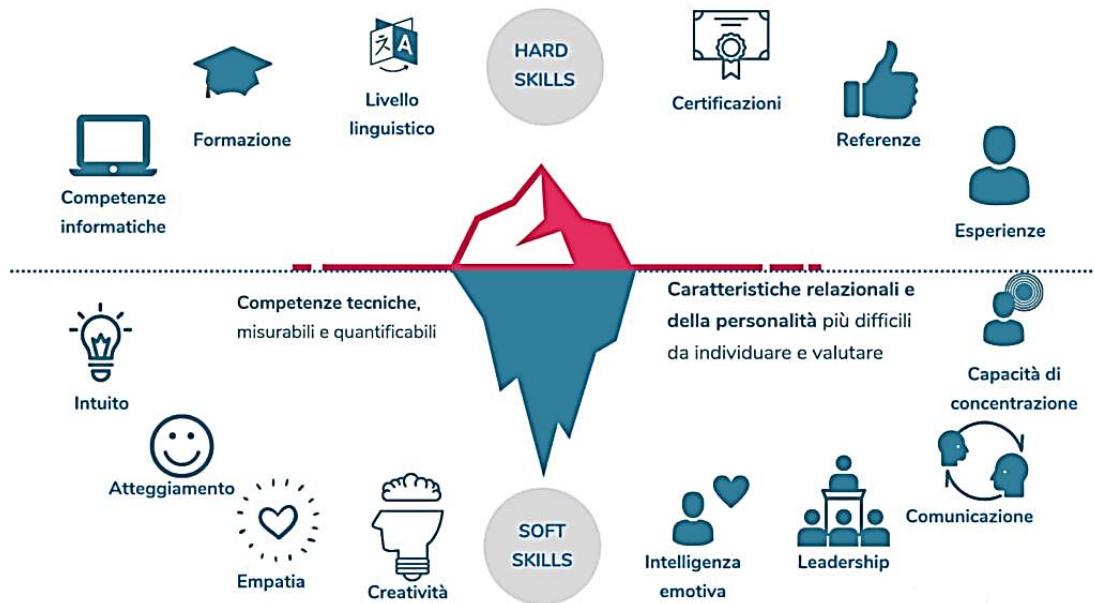 HARD
SKILLS
Livello
linguistico
Certificazioni
Formazione
Referenze
Competenze
informatiche
Esperienze
Competenze tecniche,
misurabili e quantificabili
Caratteristiche relazionali e
della personalità più difficili
da individuare e valutare
Intuito
Capacità di
concentrazione
Atteggiamento
Comunicazione
Empatia
Creatività
SOFT
SKILLS
Intelligenza
emotiva
Leadership